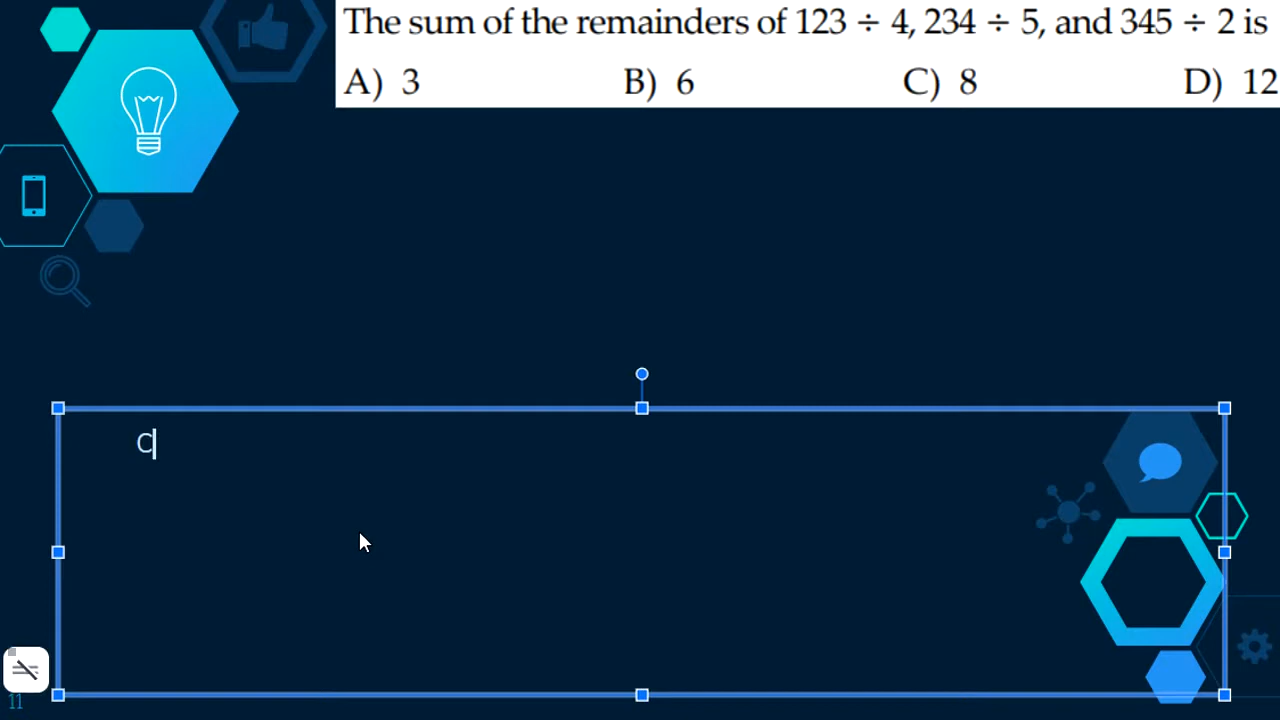 The sum of the remainders of 123 ÷ 4, 234 ÷ 5, and 345 ÷ 2 is
A) 3 B) 6 C) 8 D) 12
C
11